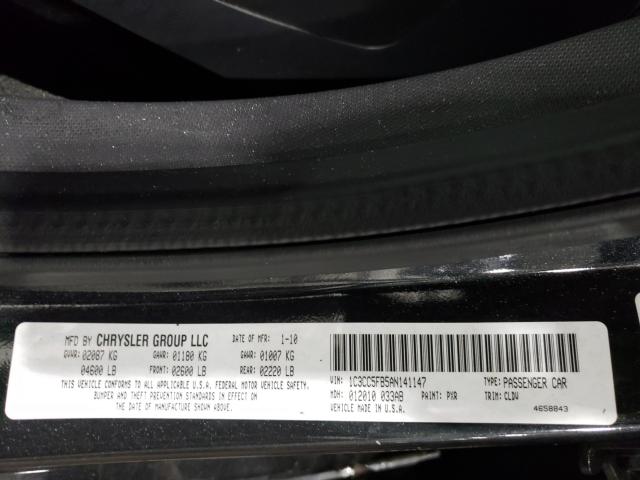 MFD BY CHRYSLER GROUP LLC DATE OF MFR: 1-10
GVWR: 02087 KG GAWR: 01180 KG GAWR: 01007 KG
04600 LB FRONT: 02600 LB REAR: 02220 LB
THIS VEHICLE CONFORMS TO ALL APPLICABLE U.S.A. FEDERAL MOTOR VEHICLE SAFETY,
BUMPER AND THEFT PREVENTION STANDARDS IN EFFECT ON
THE DATE OF MANUFACTURE SHOWN ABOVE.
VIN: 1C3CC5FB5AN141147 TYPE: PASSENGER CAR
MDH: 012010 033AB PAINT: PXR TRIM: CLDV
VEHICLE MADE IN U.S.A. 4658843